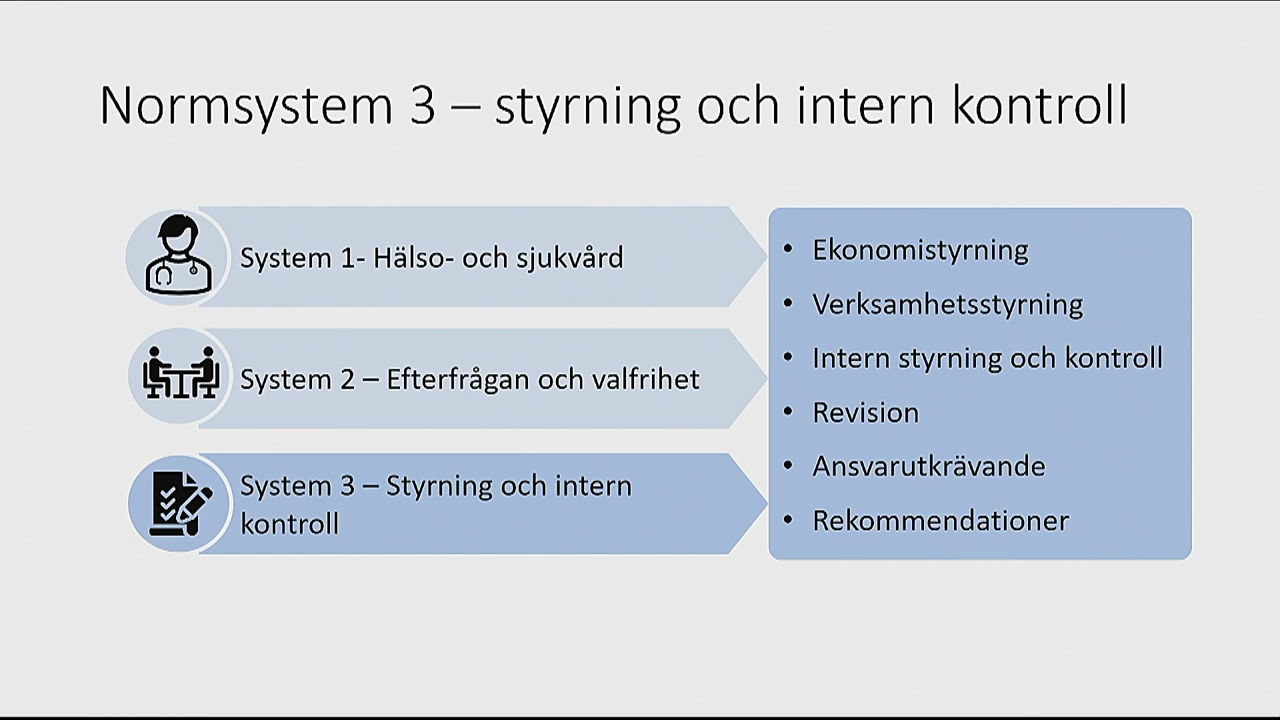 Normsystem 3 – styrning och intern kontroll
System 1- Hälso- och sjukvård
System 2 – Efterfrågan och valfrihet
System 3 – Styrning och intern
kontroll
• Ekonomistyrning
• Verksamhetsstyrning
• Intern styrning och kontroll
• Revision
• Ansvarutkrävande
• Rekommendationer